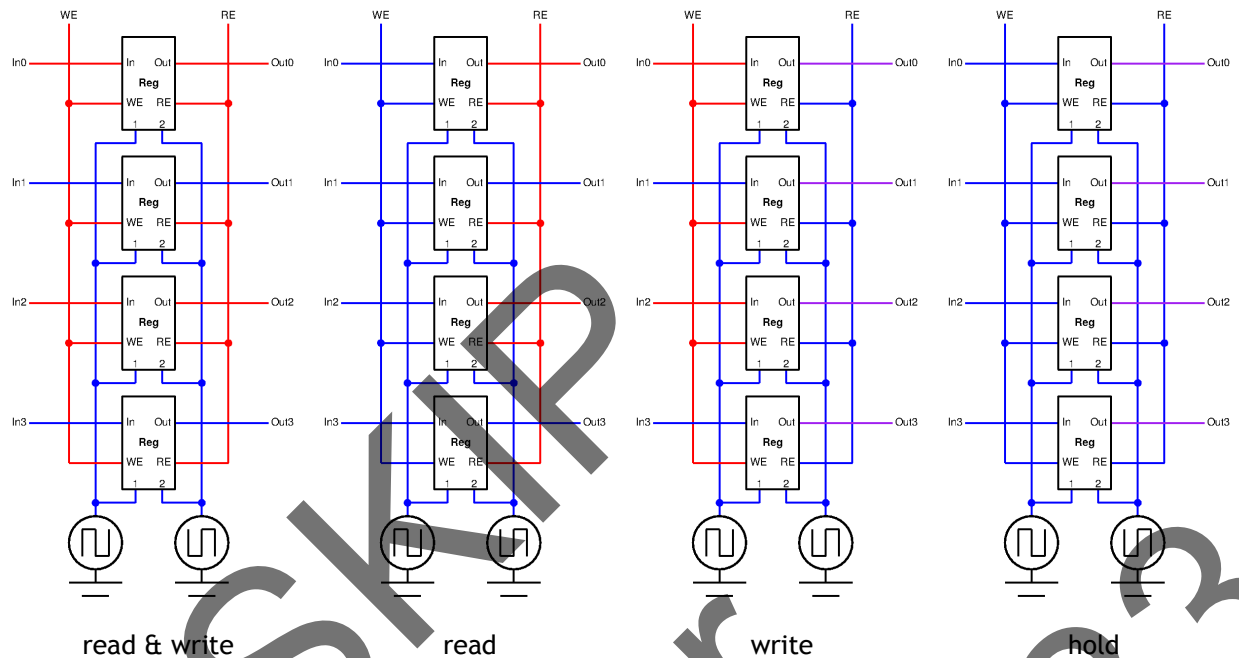 WE RE WE RE WE RE WE RE
In0 In Out Out0 In0 In Out Out0 In0 In Out Out0 In0 In Out Out0
Reg Reg Reg Reg
WE RE WE RE WE RE WE RE
1 2 1 2 1 2 1 2
In1 In Out Out1 In1 In Out Out1 In1 In Out Out1 In1 In Out Out1
Reg Reg Reg Reg
WE RE WE RE WE RE WE RE
1 2 1 2 1 2 1 2
In2 In Out Out2 In2 In Out Out2 In2 In Out Out2 In2 In Out Out2
Reg Reg Reg Reg
WE RE WE RE WE RE WE RE
1 2 1 2 1 2 1 2
In3 In Out Out3 In3 In Out Out3 In3 In Out Out3 In3 In Out Out3
Reg Reg Reg Reg
WE RE WE RE WE RE WE RE
1 2 1 2 1 2 1 2
read & write read write hold
SKIP